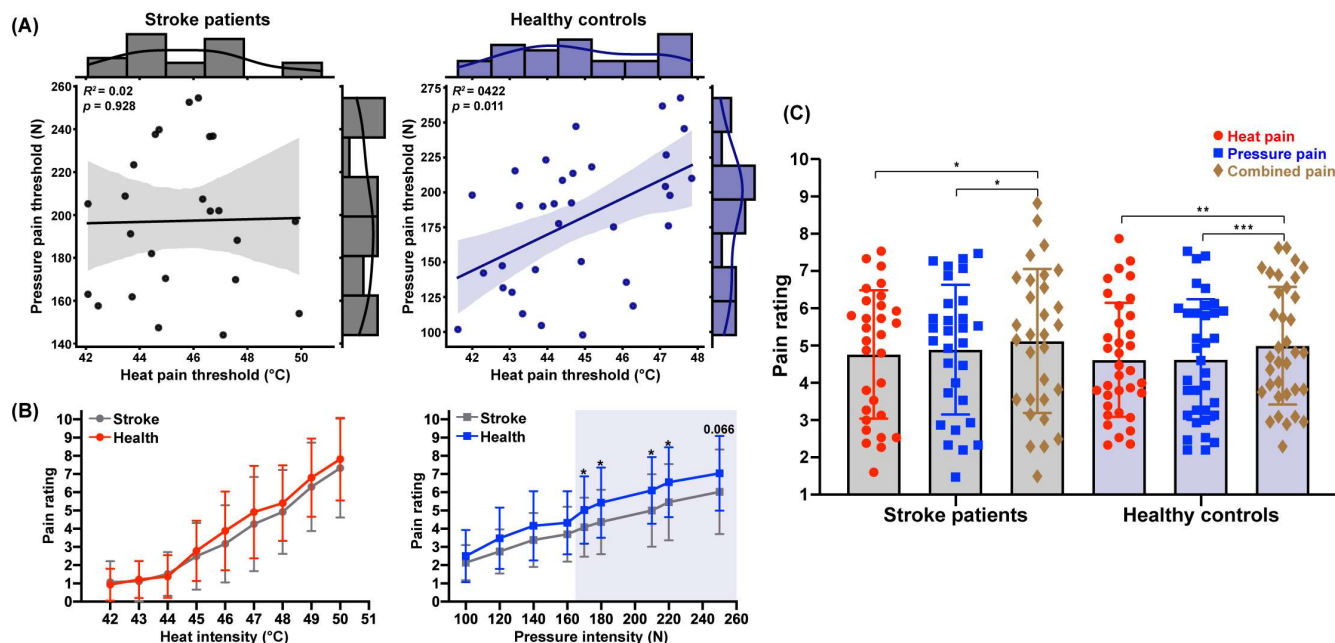 (A)
Stroke patients
R² = 0.02
p = 0.928
Pressure pain threshold (N)
260
240
220
200
180
160
140
42
44
46
48
50
Heat pain threshold (°C)
Healthy controls
R² = 0422
p = 0.011
Pressure pain threshold (N)
275
250
225
200
175
150
125
100
42
43
44
45
46
47
48
Heat pain threshold (°C)
(B)
Stroke
Health
Pain rating
10
9
8
7
6
5
4
3
2
1
0
42 43 44 45 46 47 48 49 50 51
Heat intensity (°C)
Stroke
Health
* * * * 0.066
Pain rating
10
9
8
7
6
5
4
3
2
1
0
100 120 140 160 180 200 220 240 260
Pressure intensity (N)
(C)
Heat pain
Pressure pain
Combined pain
*
*
**
***
Pain rating
10
9
8
7
6
5
4
3
2
1
Stroke patients
Healthy controls